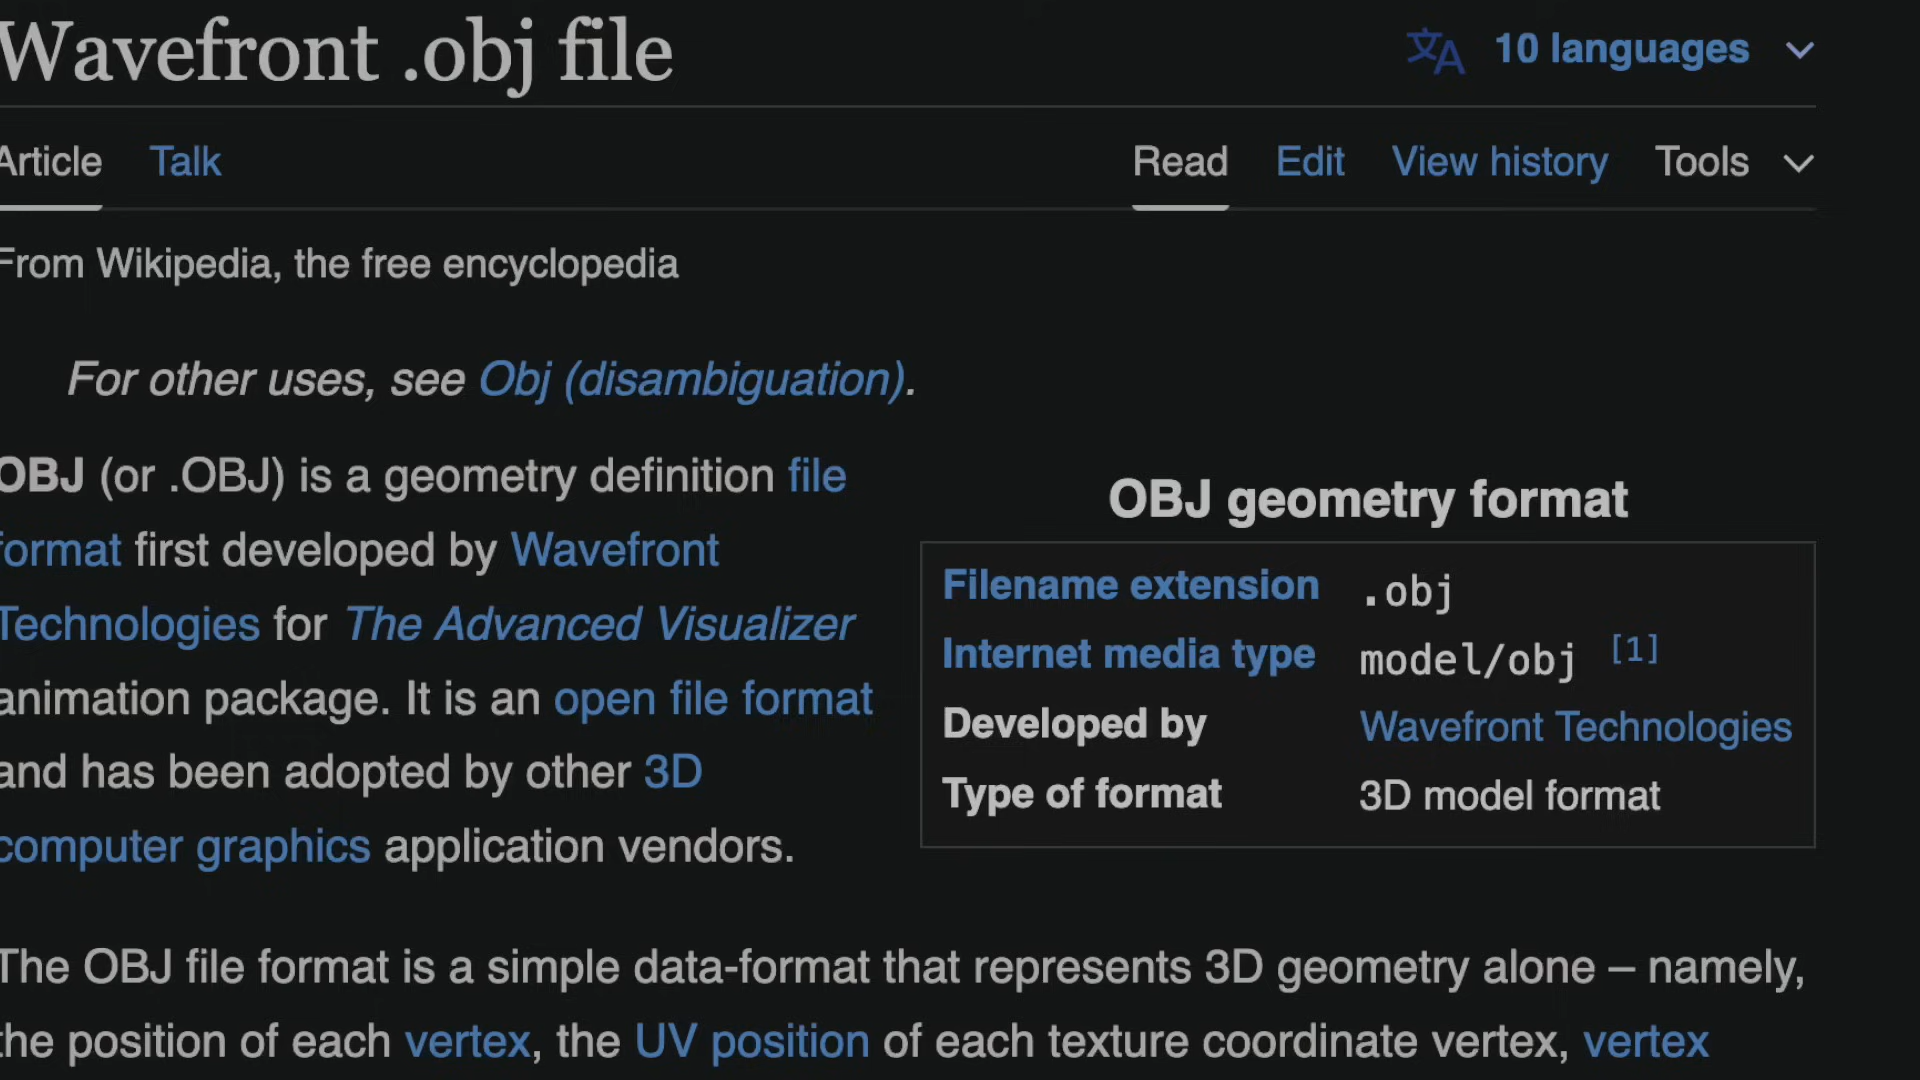 Wavefront .obj file
10 languages
Article Talk
Read Edit View history Tools
From Wikipedia, the free encyclopedia
For other uses, see Obj (disambiguation).
OBJ (or .OBJ) is a geometry definition file
format first developed by Wavefront
Technologies for The Advanced Visualizer
animation package. It is an open file format
and has been adopted by other 3D
computer graphics application vendors.
OBJ geometry format
Filename extension .obj
Internet media type model/obj [1]
Developed by Wavefront Technologies
Type of format 3D model format
The OBJ file format is a simple data-format that represents 3D geometry alone – namely,
the position of each vertex, the UV position of each texture coordinate vertex, vertex